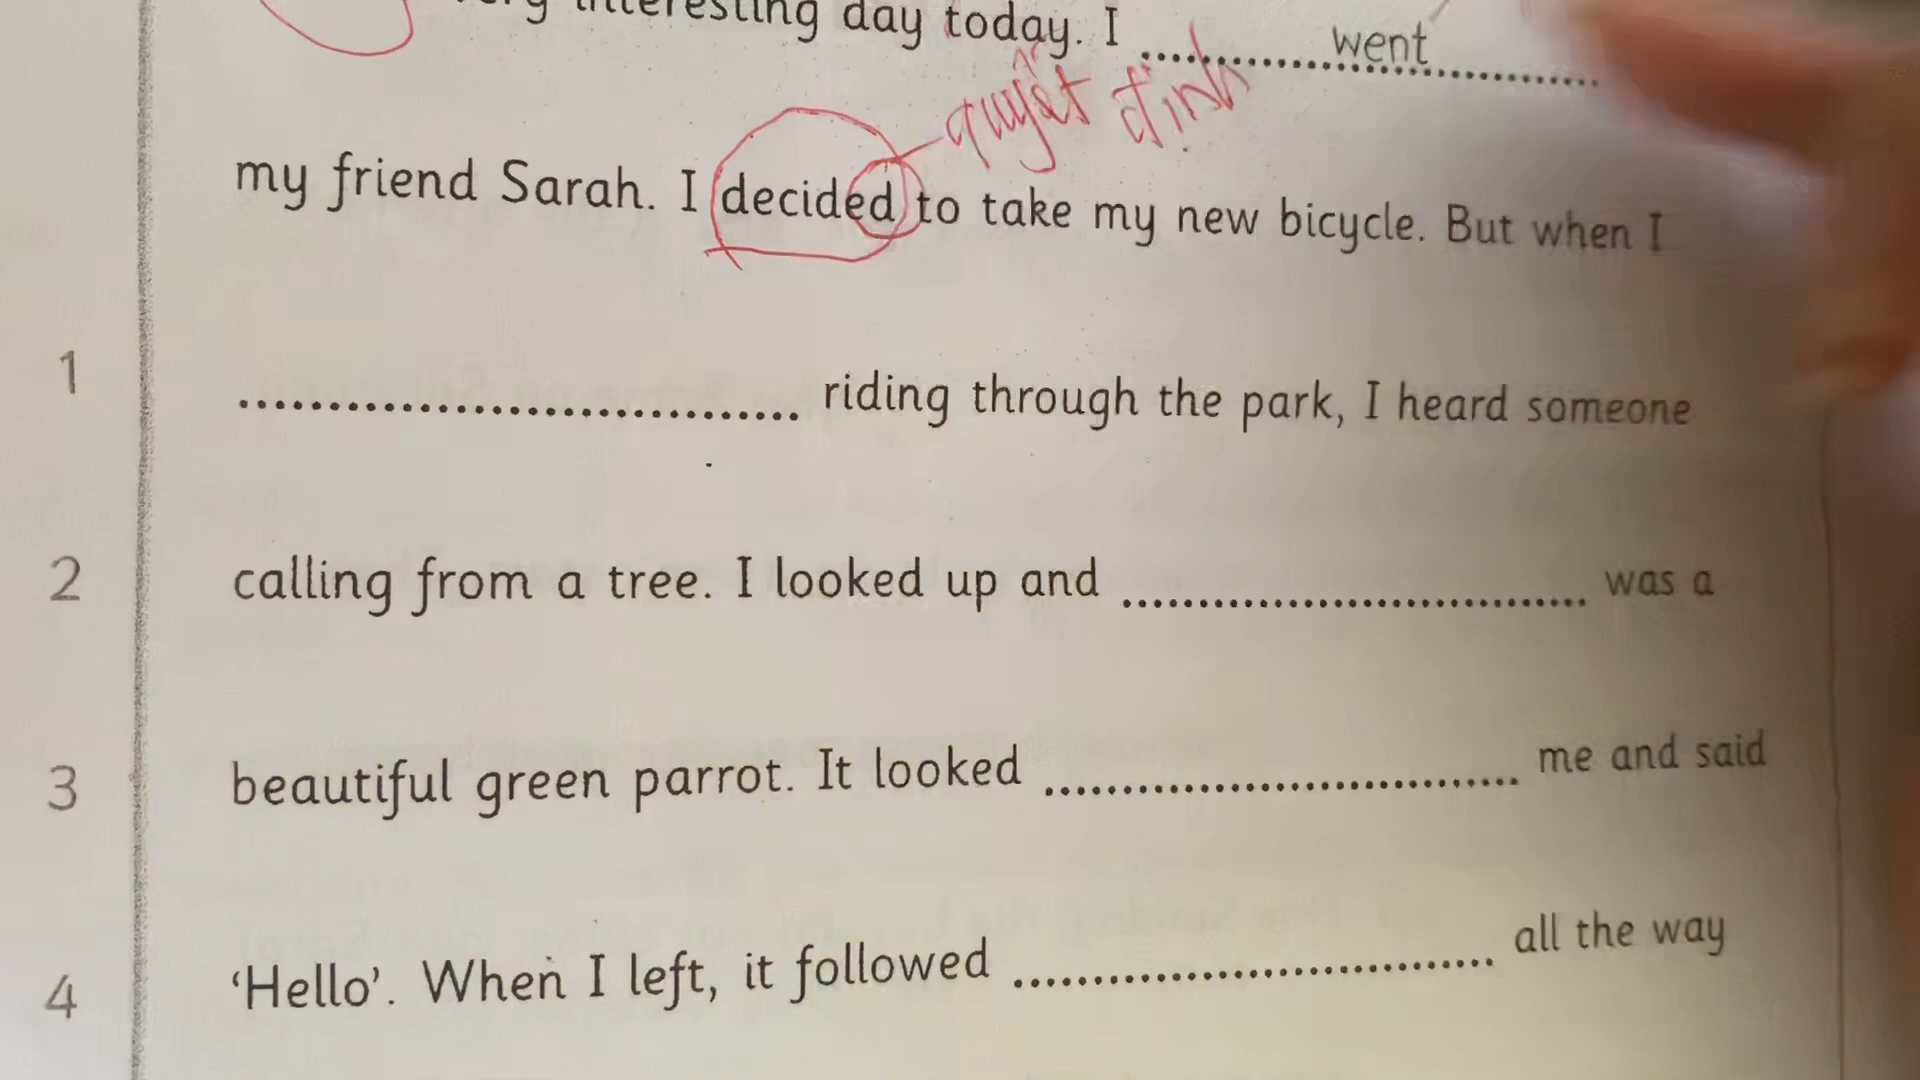 interesting day today. I .......... went ..........
quyết định
my friend Sarah. I decided to take my new bicycle. But when I
1 .............................. riding through the park, I heard someone
2 calling from a tree. I looked up and .............................. was a
3 beautiful green parrot. It looked .............................. me and said
4 ‘Hello’. When I left, it followed .............................. all the way